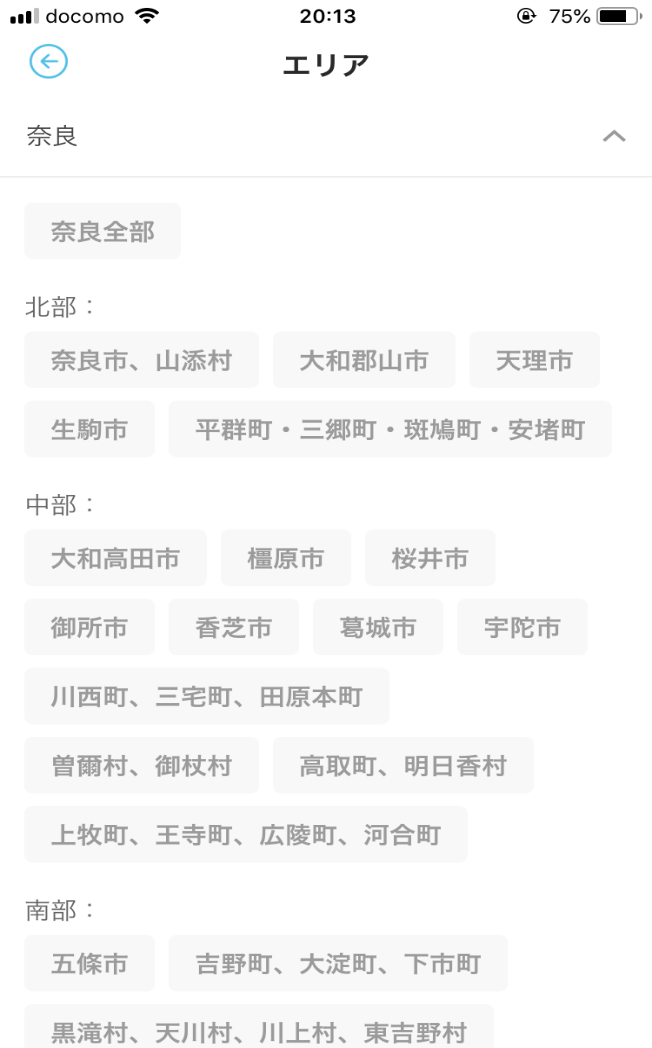 docomo 20:13 75%
エリア
奈良
奈良全部
北部：
奈良市、山添村 大和郡山市 天理市
生駒市 平群町・三郷町・斑鳩町・安堵町
中部：
大和高田市 橿原市 桜井市
御所市 香芝市 葛城市 宇陀市
川西町、三宅町、田原本町
曽爾村、御杖村 高取町、明日香村
上牧町、王寺町、広陵町、河合町
南部：
五條市 吉野町、大淀町、下市町
黒滝村、天川村、川上村、東吉野村